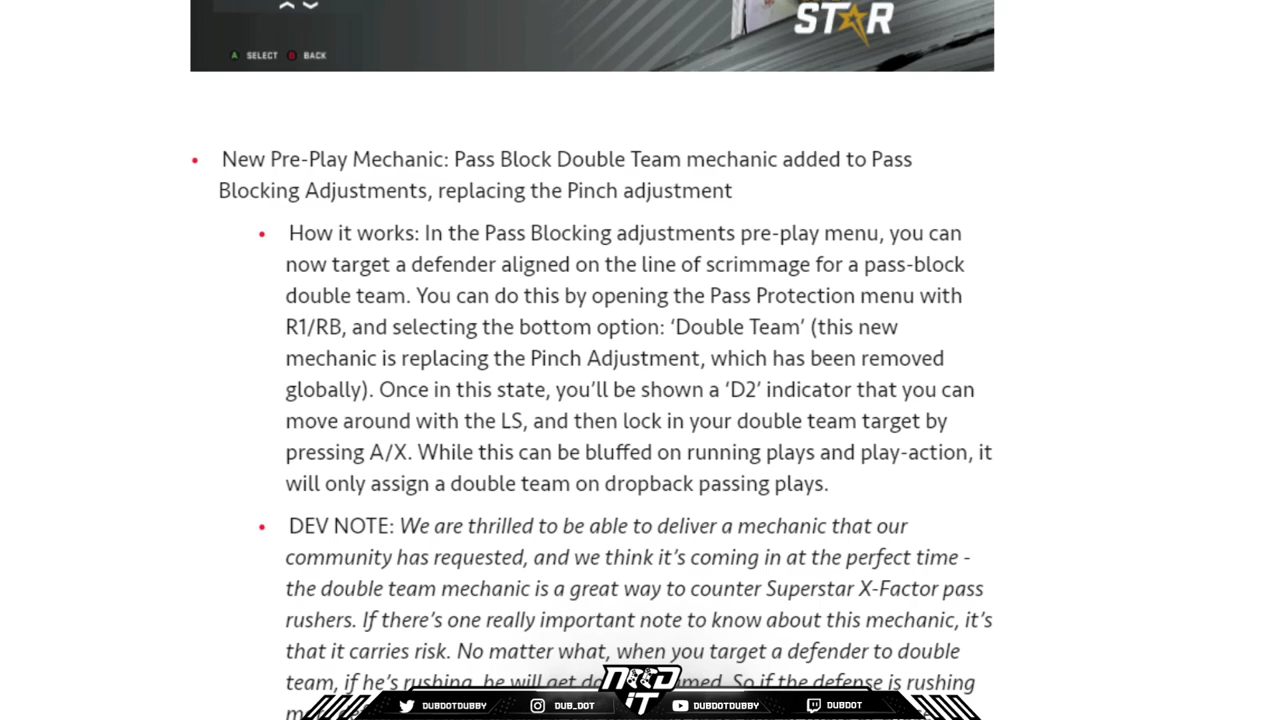 STAR
A SELECT B BACK
• New Pre-Play Mechanic: Pass Block Double Team mechanic added to Pass
Blocking Adjustments, replacing the Pinch adjustment
• How it works: In the Pass Blocking adjustments pre-play menu, you can
now target a defender aligned on the line of scrimmage for a pass-block
double team. You can do this by opening the Pass Protection menu with
R1/RB, and selecting the bottom option: ‘Double Team’ (this new
mechanic is replacing the Pinch Adjustment, which has been removed
globally). Once in this state, you’ll be shown a ‘D2’ indicator that you can
move around with the LS, and then lock in your double team target by
pressing A/X. While this can be bluffed on running plays and play-action, it
will only assign a double team on dropback passing plays.
• DEV NOTE: We are thrilled to be able to deliver a mechanic that our
community has requested, and we think it’s coming in at the perfect time -
the double team mechanic is a great way to counter Superstar X-Factor pass
rushers. If there’s one really important note to know about this mechanic, it’s
that it carries risk. No matter what, when you target a defender to double
team, if he’s rushing, he will get So if the defense is rushing
NEED
IT
DUBDOTDUBBY DUB_DOT DUBDOTDUBBY DUBDOT